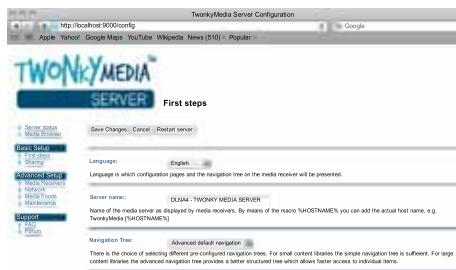 TwonkyMedia Server Configuration
http://localhost:9000/config
Google
Apple Yahoo! Google Maps YouTube Wikipedia News (510) Popular
TWONKYMEDIA
SERVER
First steps
Server status
Media Browser
Save Changes Cancel Restart server
Basic Setup
First steps
Sharing
Language:
English
Language is which configuration pages and the navigation tree on the media receiver will be presented.
Advanced Setup
Media Receivers
Network
Media Feeds
Maintenance
Server name::
DLNA4 - TWONKY MEDIA SERVER
Name of the media server as displayed by media receivers. By means of the macro %HOSTNAME% you can add the actual host name, e.g.
TwonkyMedia [%HOSTNAME%]
Support
FAQ
Forum
Navigation Tree:
Advanced default navigation
There is the choice of selecting different pre-configured navigation trees. For small content libraries the simple navigation tree is suffieient. For large
content libraries the advanced navigation tree provides a better structured tree which allows faster access to individual items.